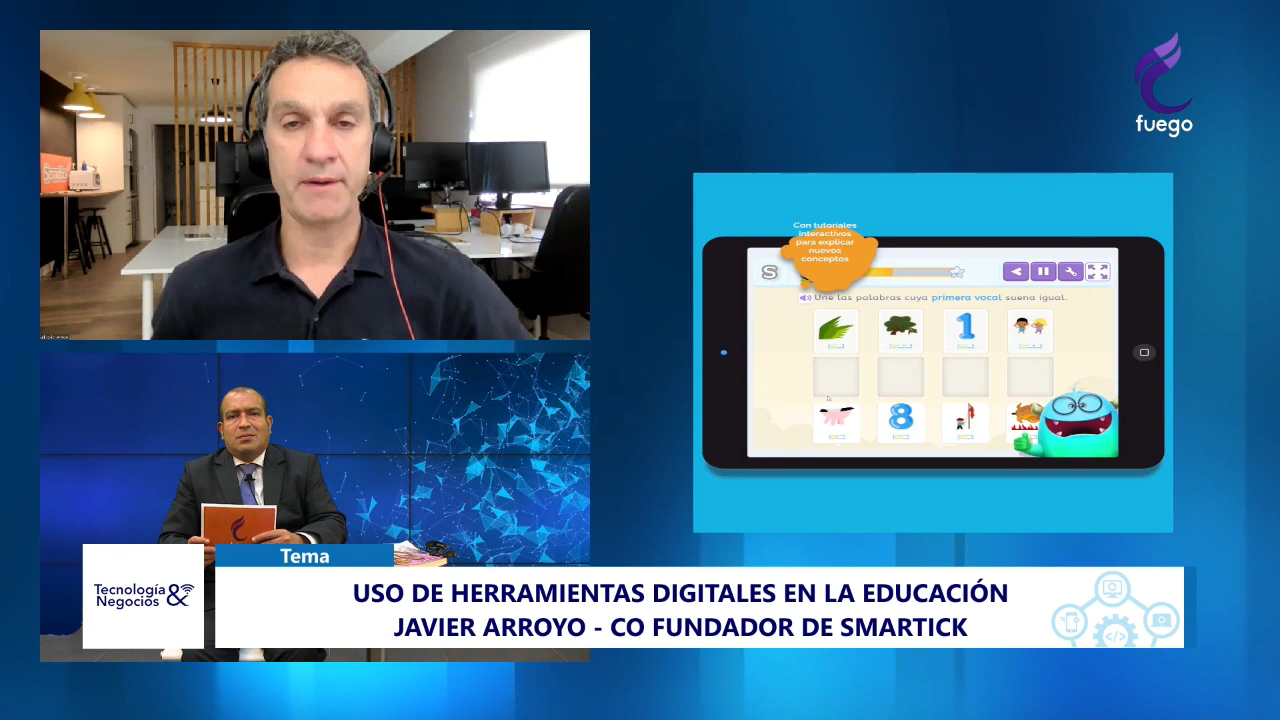 fuego
Con tutoriales
interactivos
para explicar
nuevos
conceptos
S
Une las palabras cuya primera vocal suena igual.
1
8
Tema
Tecnología &
Negocios
USO DE HERRAMIENTAS DIGITALES EN LA EDUCACIÓN
JAVIER ARROYO - CO FUNDADOR DE SMARTICK